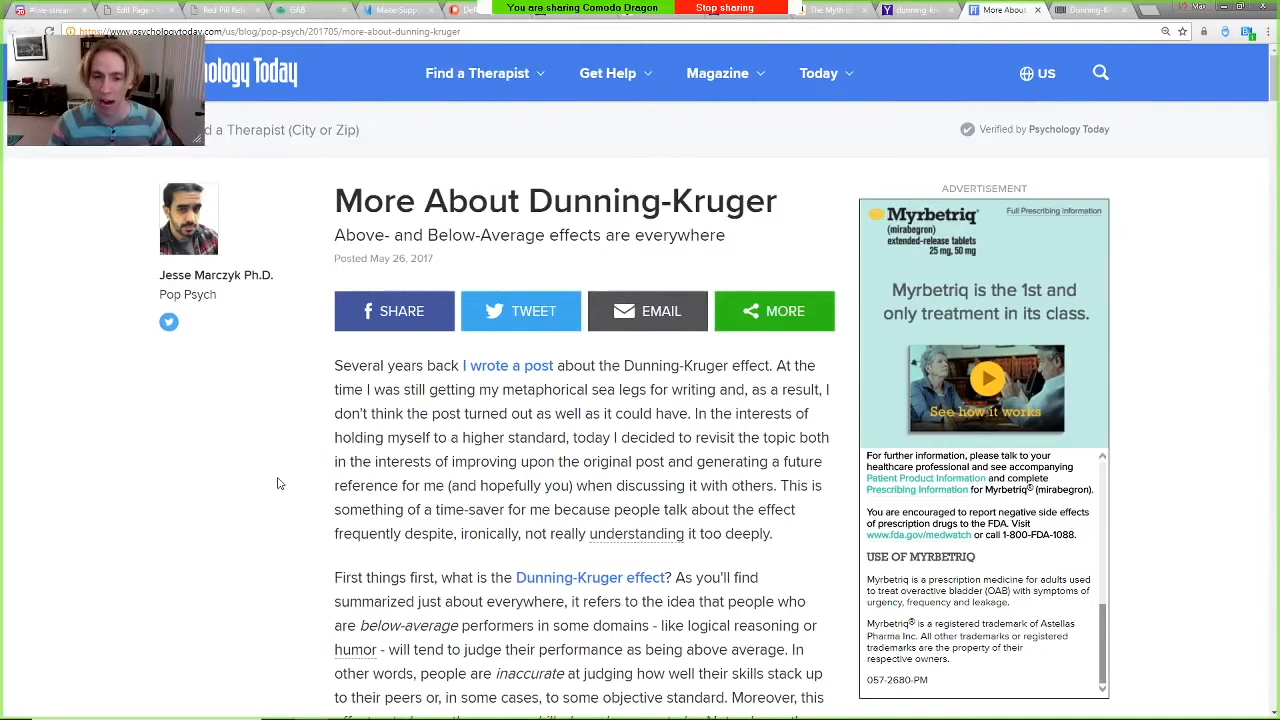 You are sharing Comodo Dragon
Stop sharing
#live-strea
Edit Page
Red Pill Reli
GAB
MakerSuppo
The Myth o
dunning-kr
More Abou
Dunning-K
https://www.psychologytoday.com/us/blog/pop-psych/201705/more-about-dunning-kruger
ology Today
Find a Therapist
Get Help
Magazine
Today
US
d a Therapist (City or Zip)
Verified by Psychology Today
More About Dunning-Kruger
Above- and Below-Average effects are everywhere
Posted May 26, 2017
Jesse Marczyk Ph.D.
Pop Psych
SHARE
TWEET
EMAIL
MORE
Several years back I wrote a post about the Dunning-Kruger effect. At the
time I was still getting my metaphorical sea legs for writing and, as a result, I
don't think the post turned out as well as it could have. In the interests of
holding myself to a higher standard, today I decided to revisit the topic both
in the interests of improving upon the original post and generating a future
reference for me (and hopefully you) when discussing it with others. This is
something of a time-saver for me because people talk about the effect
frequently despite, ironically, not really understanding it too deeply.
First things first, what is the Dunning-Kruger effect? As you'll find
summarized just about everywhere, it refers to the idea that people who
are below-average performers in some domains - like logical reasoning or
humor - will tend to judge their performance as being above average. In
other words, people are inaccurate at judging how well their skills stack up
to their peers or, in some cases, to some objective standard. Moreover, this
ADVERTISEMENT
Myrbetriq®
(mirabegron)
extended-release tablets
25 mg, 50 mg
Full Prescribing Information
Myrbetriq is the 1st and
only treatment in its class.
See how it works
For further information, please talk to your
healthcare professional and see accompanying
Patient Product Information and complete
Prescribing Information for Myrbetriq® (mirabegron).
You are encouraged to report negative side effects
of prescription drugs to the FDA. Visit
www.fda.gov/medwatch or call 1-800-FDA-1088.
USE OF MYRBETRIQ
Myrbetriq is a prescription medicine for adults used
to treat overactive bladder (OAB) with symptoms of
urgency, frequency and leakage.
Myrbetriq® is a registered trademark of Astellas
Pharma Inc. All other trademarks or registered
trademarks are the property of their
respective owners.
057-2680-PM